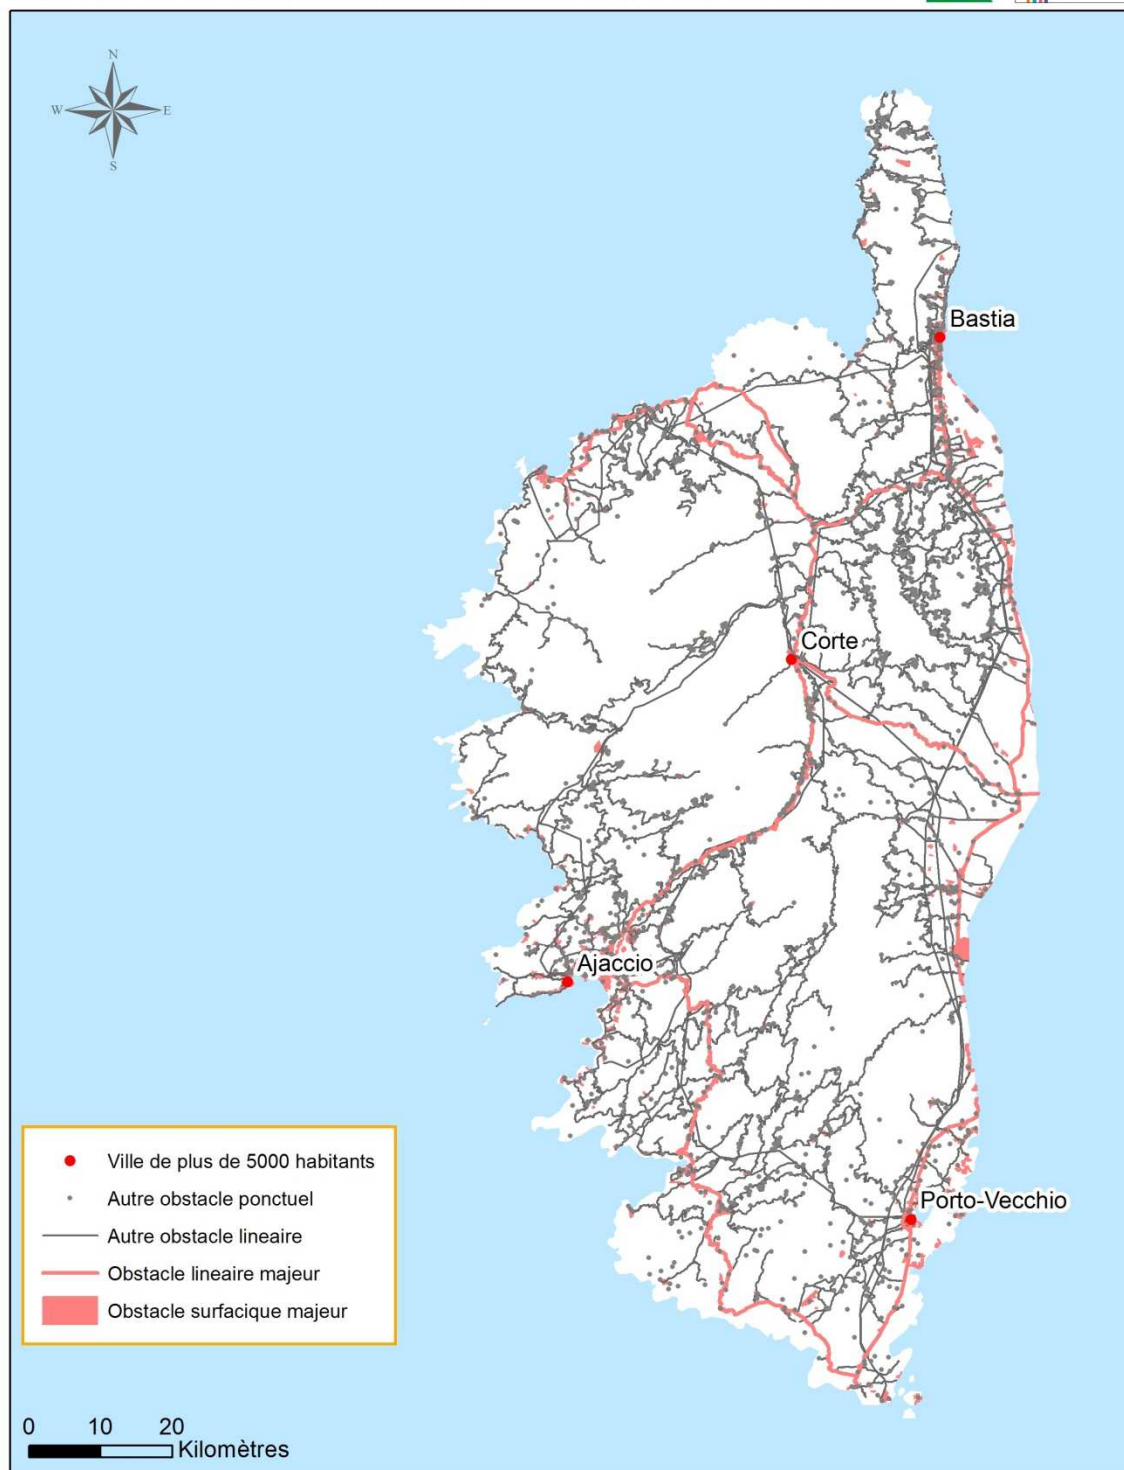 N
W E
S
Bastia
Corte
Ajaccio
Porto-Vecchio
Ville de plus de 5000 habitants
Autre obstacle ponctuel
Autre obstacle lineaire
Obstacle lineaire majeur
Obstacle surfacique majeur
0 10 20
Kilomètres